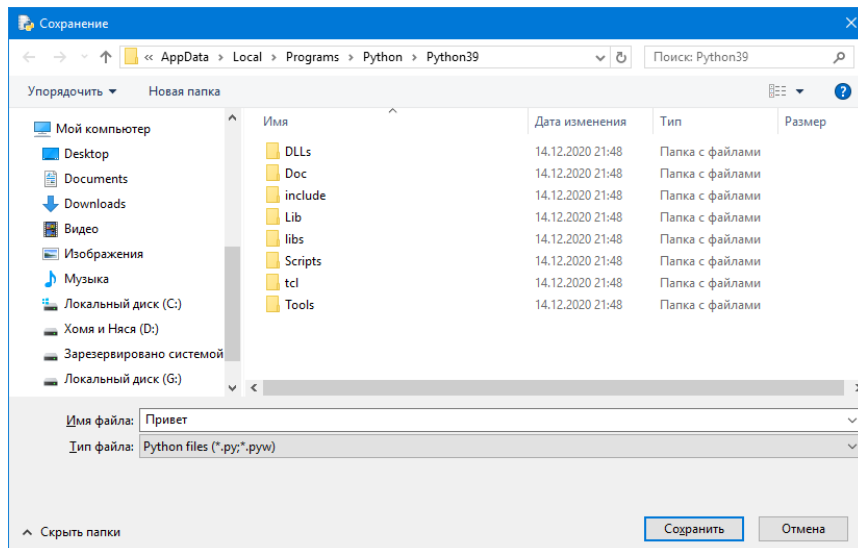 Сохранение
« AppData › Local › Programs › Python › Python39
Поиск: Python39
Упорядочить
Новая папка
Имя Дата изменения Тип Размер
Мой компьютер
Desktop
Documents
Downloads
Видео
Изображения
Музыка
Локальный диск (C:)
Хомя и Няся (D:)
Зарезервировано системой
Локальный диск (G:)
DLLs 14.12.2020 21:48 Папка с файлами
Doc 14.12.2020 21:48 Папка с файлами
include 14.12.2020 21:48 Папка с файлами
Lib 14.12.2020 21:48 Папка с файлами
libs 14.12.2020 21:48 Папка с файлами
Scripts 14.12.2020 21:48 Папка с файлами
tcl 14.12.2020 21:48 Папка с файлами
Tools 14.12.2020 21:48 Папка с файлами
Имя файла: Привет
Тип файла: Python files (*.py;*.pyw)
Скрыть папки
Сохранить
Отмена